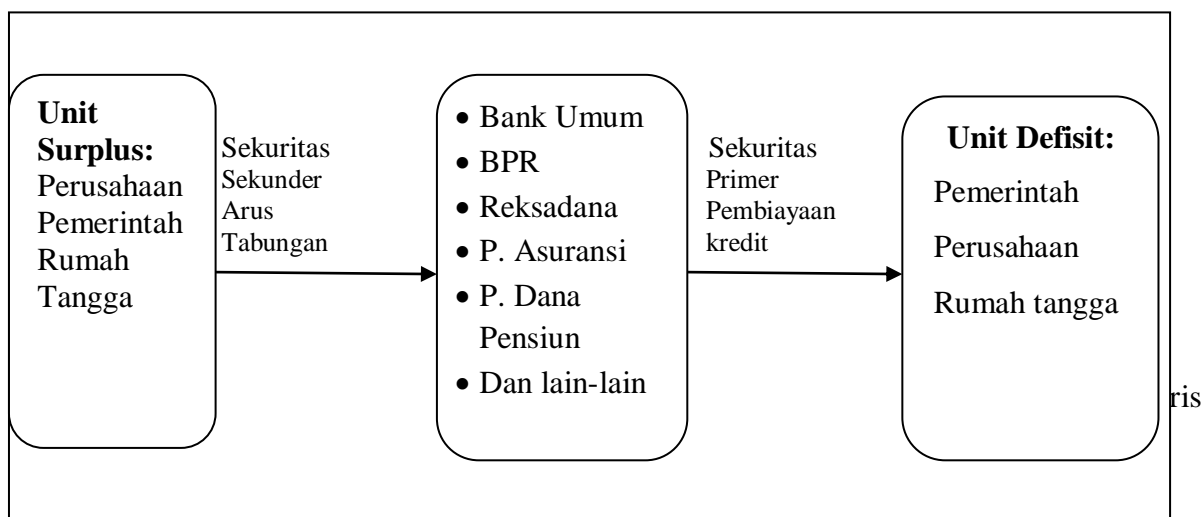 Unit
Surplus:
Perusahaan
Pemerintah
Rumah
Tangga
Sekuritas
Sekunder
Arus
Tabungan
• Bank Umum
• BPR
• Reksadana
• P. Asuransi
• P. Dana
Pensiun
• Dan lain-lain
Sekuritas
Primer
Pembiayaan
kredit
Unit Defisit:
Pemerintah
Perusahaan
Rumah tangga
ris